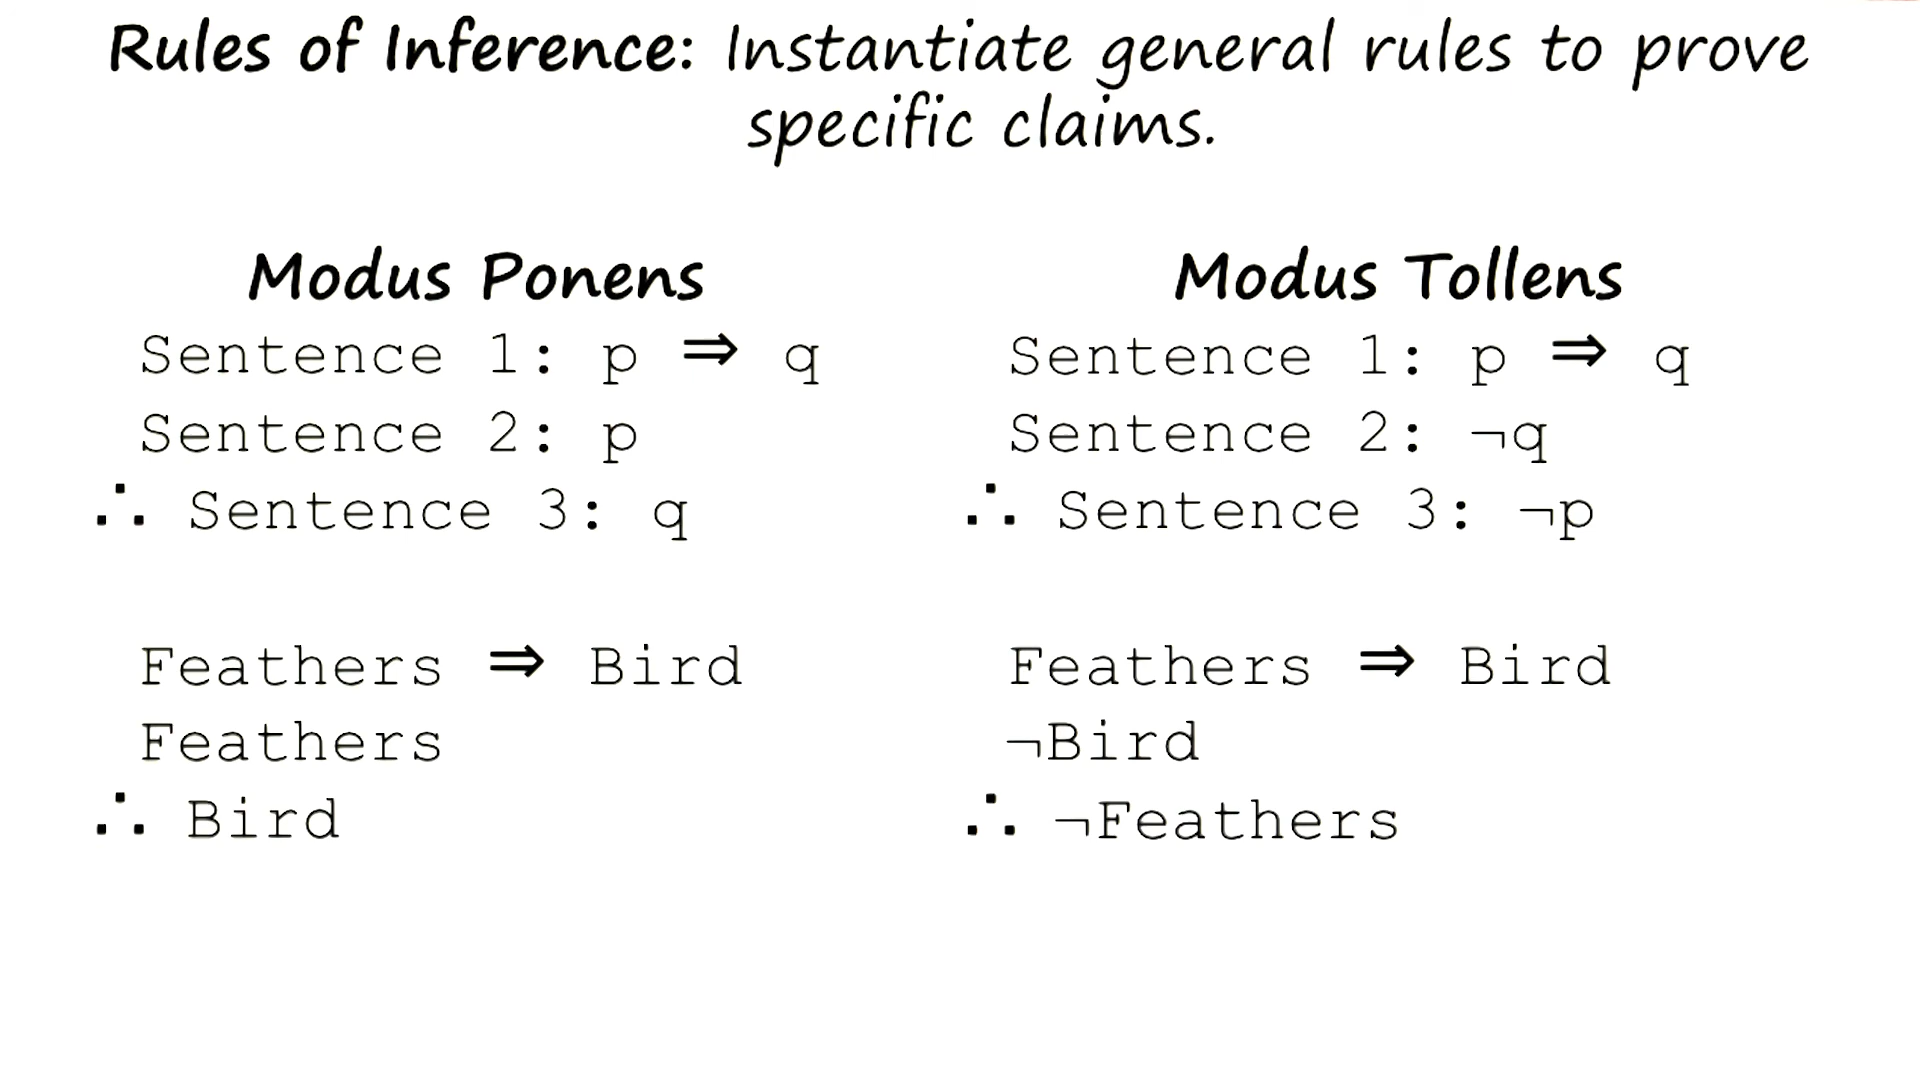 Rules of Inference: Instantiate general rules to prove
specific claims.
Modus Ponens
Sentence 1: p ⇒ q
Sentence 2: p
∴ Sentence 3: q
Feathers ⇒ Bird
Feathers
∴ Bird
Modus Tollens
Sentence 1: p ⇒ q
Sentence 2: ¬q
∴ Sentence 3: ¬p
Feathers ⇒ Bird
¬Bird
∴ ¬Feathers